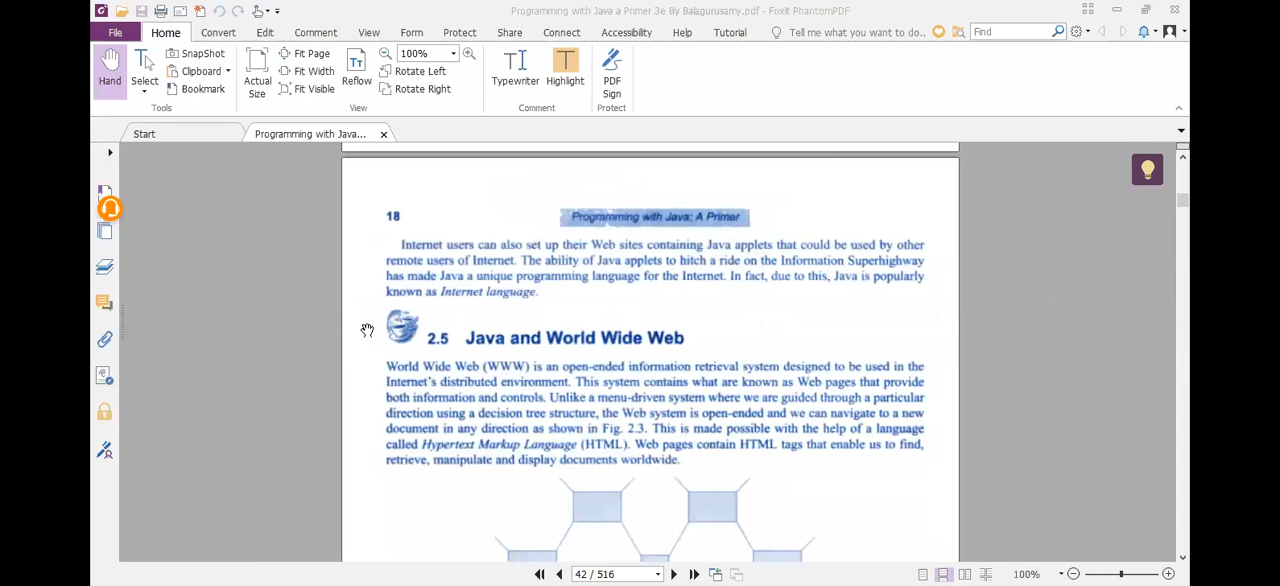 Programming with Java a Primer 3e By Balagurusamy.pdf - Foxit PhantomPDF
File Home Convert Edit Comment View Form Protect Share Connect Accessibility Help Tutorial Tell me what you want to do.. Find
Hand
Select
SnapShot
Clipboard
Bookmark
Tools
Actual
Size
Fit Page
Fit Width
Fit Visible
Reflow
100%
Rotate Left
Rotate Right
View
Typewriter
Highlight
Comment
PDF
Sign
Protect
Start
Programming with Java...
18
Programming with Java: A Primer
Internet users can also set up their Web sites containing Java applets that could be used by other
remote users of Internet. The ability of Java applets to hitch a ride on the Information Superhighway
has made Java a unique programming language for the Internet. In fact, due to this, Java is popularly
known as Internet language.
2.5 Java and World Wide Web
World Wide Web (WWW) is an open-ended information retrieval system designed to be used in the
Internet's distributed environment. This system contains what are known as Web pages that provide
both information and controls. Unlike a menu-driven system where we are guided through a particular
direction using a decision tree structure, the Web system is open-ended and we can navigate to a new
document in any direction as shown in Fig. 2.3. This is made possible with the help of a language
called Hypertext Markup Language (HTML). Web pages contain HTML tags that enable us to find,
retrieve, manipulate and display documents worldwide.
42 / 516
100%